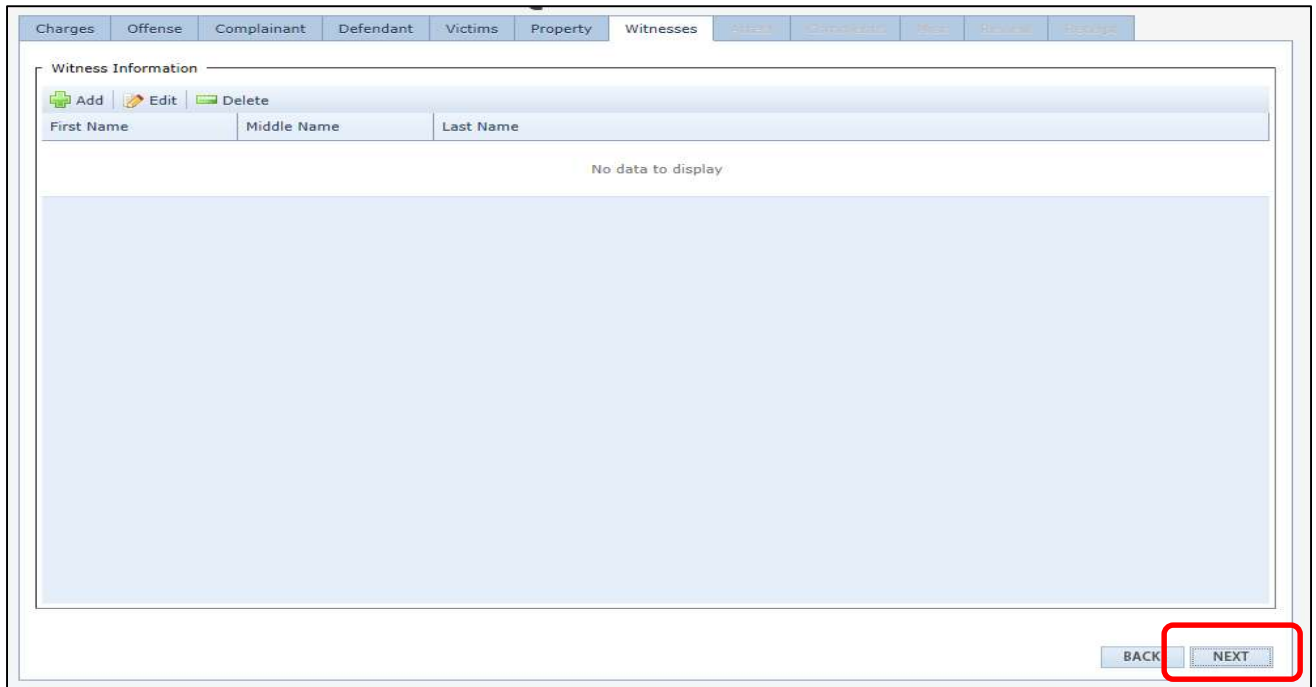 Charges Offense Complainant Defendant Victims Property Witnesses
Witness Information
Add Edit Delete
First Name Middle Name Last Name
No data to display
BACK NEXT